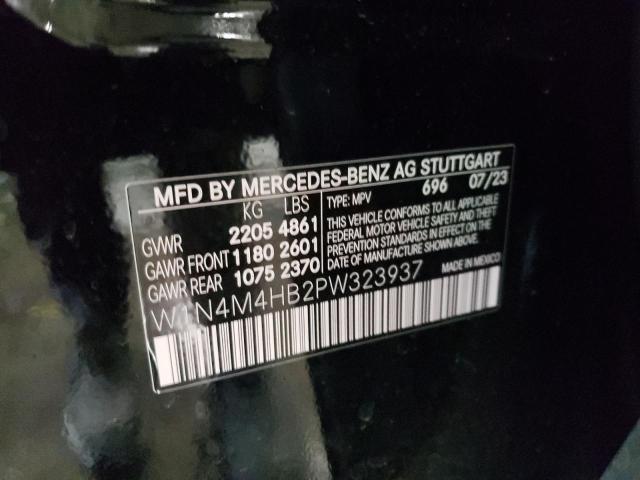 MFD BY MERCEDES-BENZ AG STUTTGART
KG LBS
GVWR 2205 4861
GAWR FRONT 1180 2601
GAWR REAR 1075 2370
TYPE: MPV 696 07/23
THIS VEHICLE CONFORMS TO ALL APPLICABLE
FEDERAL MOTOR VEHICLE SAFETY AND THEFT
PREVENTION STANDARDS IN EFFECT ON THE
DATE OF MANUFACTURE SHOWN ABOVE.
W1N4M4HB2PW323937
MADE IN MEXICO